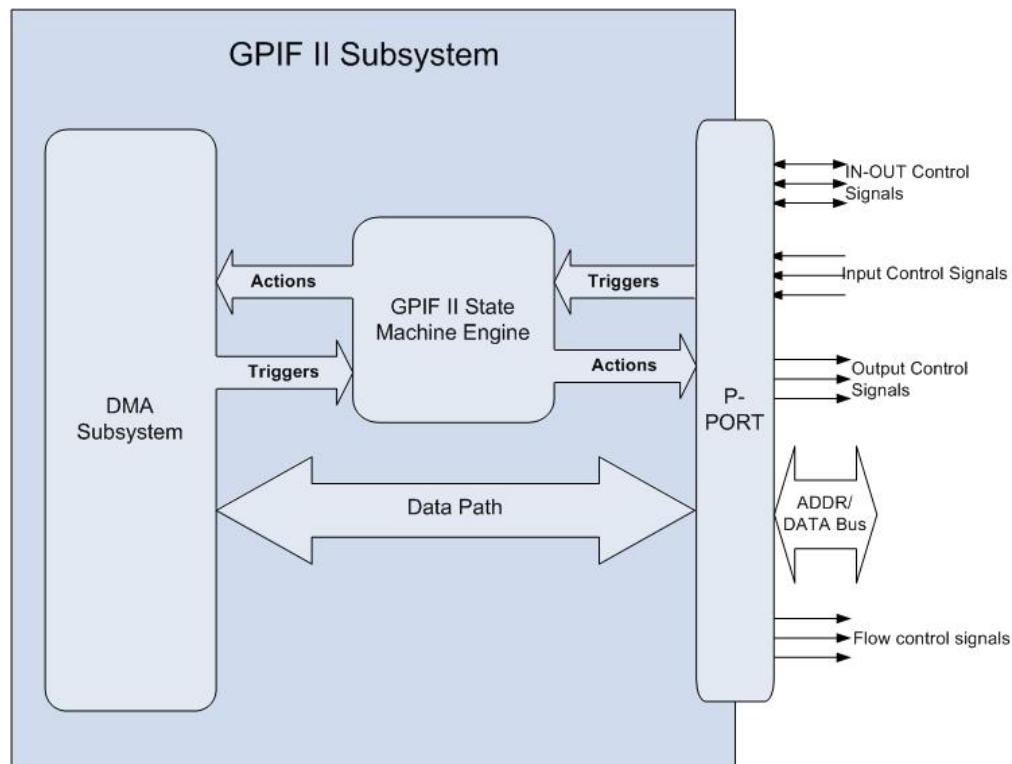 GPIF II Subsystem
IN-OUT Control
Signals
Actions
Triggers
Input Control Signals
GPIF II State
Machine Engine
Triggers
Actions
Output Control
Signals
DMA
Subsystem
P-
PORT
Data Path
ADDR/
DATA Bus
Flow control signals